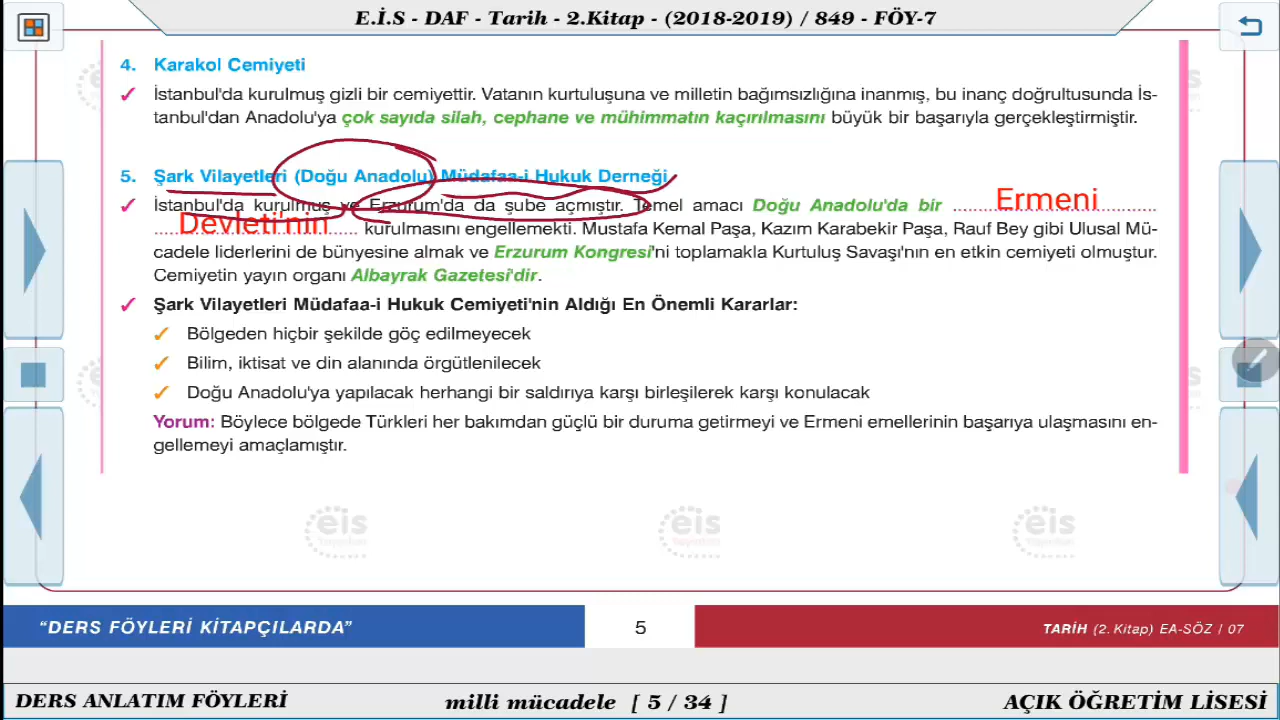 E.İ.S - DAF - Tarih - 2.Kitap - (2018-2019) / 849 - FÖY-7
4. Karakol Cemiyeti
✓ İstanbul'da kurulmuş gizli bir cemiyettir. Vatanın kurtuluşuna ve milletin bağımsızlığına inanmış, bu inanç doğrultusunda İs-
tanbul'dan Anadolu'ya çok sayıda silah, cephane ve mühimmatın kaçırılmasını büyük bir başarıyla gerçekleştirmiştir.
5. Şark Vilayetleri (Doğu Anadolu) Müdafaa-i Hukuk Derneği
✓ İstanbul'da kurulmuş ve Erzurum'da da şube açmıştır. Temel amacı Doğu Anadolu'da bir Ermeni
Devleti'nin kurulmasını engellemekti. Mustafa Kemal Paşa, Kazım Karabekir Paşa, Rauf Bey gibi Ulusal Mü-
cadele liderlerini de bünyesine almak ve Erzurum Kongresi'ni toplamakla Kurtuluş Savaşı'nın en etkin cemiyeti olmuştur.
Cemiyetin yayın organı Albayrak Gazetesi'dir.
✓ Şark Vilayetleri Müdafaa-i Hukuk Cemiyeti'nin Aldığı En Önemli Kararlar:
✓ Bölgeden hiçbir şekilde göç edilmeyecek
✓ Bilim, iktisat ve din alanında örgütlenilecek
✓ Doğu Anadolu'ya yapılacak herhangi bir saldırıya karşı birleşilerek karşı konulacak
Yorum: Böylece bölgede Türkleri her bakımdan güçlü bir duruma getirmeyi ve Ermeni emellerinin başarıya ulaşmasını en-
gellemeyi amaçlamıştır.
eis Yayınları eis Yayınları eis Yayınları
"DERS FÖYLERİ KİTAPÇILARDA" 5 TARİH (2. Kitap) EA-SÖZ / 07
DERS ANLATIM FÖYLERİ milli mücadele [ 5 / 34 ] AÇIK ÖĞRETİM LİSESİ